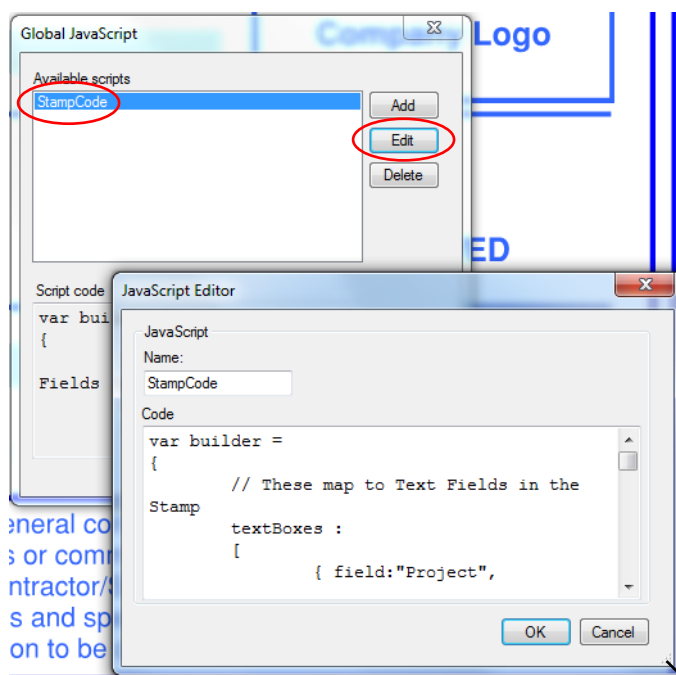 Global JavaScript
Company Logo
Available scripts
StampCode
Add
Edit
Delete
ED
Script code
var bui
{
Fields
JavaScript Editor
JavaScript
Name:
StampCode
Code
var builder =
{
// These map to Text Fields in the
Stamp
textBoxes :
[
{ field:"Project",
OK
Cancel
eneral co
s or comm
ntractor/S
s and sp
on to be